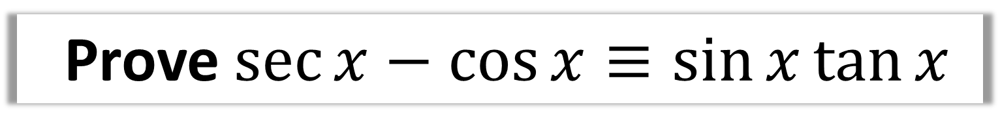 Prove sec x − cos x ≡ sin x tan x